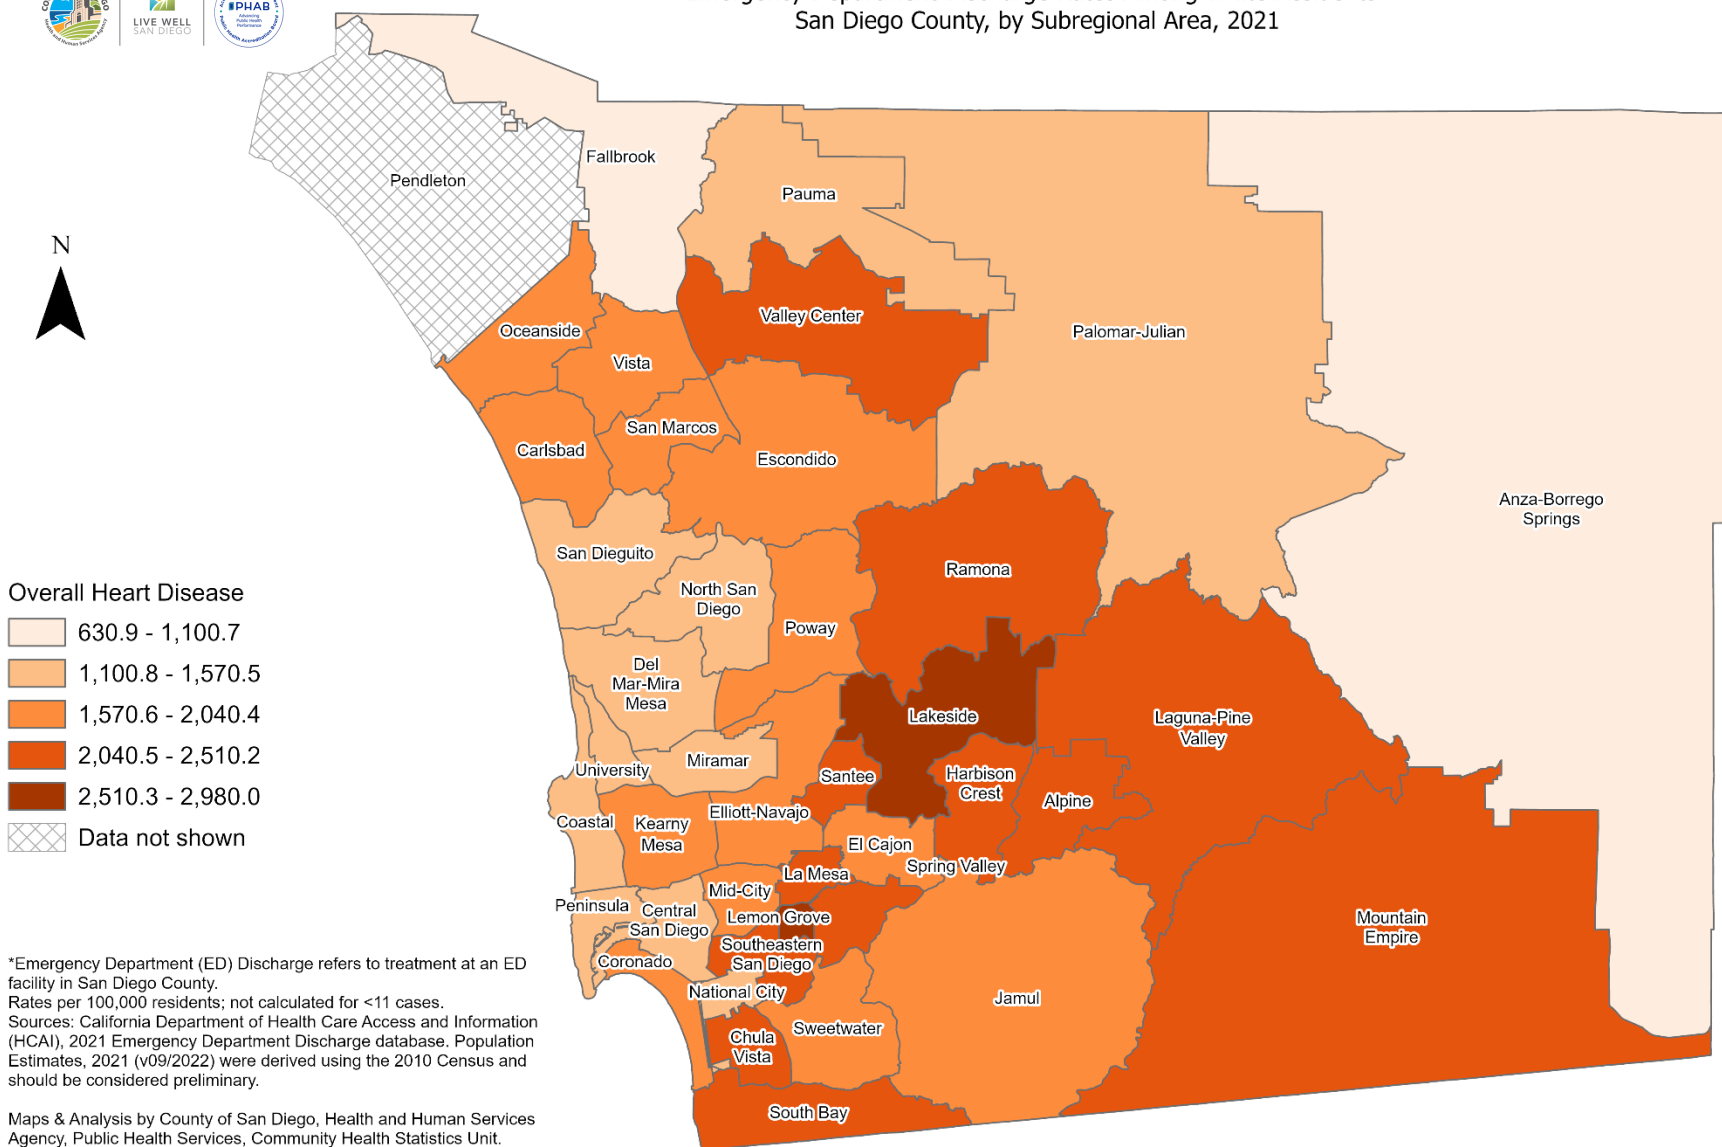 LIVE WELL
SAN DIEGO
PHAB
Advancing
Public Health
Performance
San Diego County, by Subregional Area, 2021
N
Pendleton
Fallbrook
Pauma
Valley Center
Palomar-Julian
Oceanside
Vista
San Marcos
Carlsbad
Escondido
Anza-Borrego
Springs
San Dieguito
North San
Diego
Ramona
Poway
Del
Mar-Mira
Mesa
Lakeside
Laguna-Pine
Valley
University
Miramar
Santee
Harbison
Crest
Alpine
Coastal
Kearny
Mesa
Elliott-Navajo
El Cajon
Spring Valley
La Mesa
Mid-City
Peninsula
Central
San Diego
Lemon Grove
Mountain
Empire
Southeastern
San Diego
Coronado
National City
Jamul
Sweetwater
Chula
Vista
South Bay
Overall Heart Disease
630.9 - 1,100.7
1,100.8 - 1,570.5
1,570.6 - 2,040.4
2,040.5 - 2,510.2
2,510.3 - 2,980.0
Data not shown
*Emergency Department (ED) Discharge refers to treatment at an ED
facility in San Diego County.
Rates per 100,000 residents; not calculated for <11 cases.
Sources: California Department of Health Care Access and Information
(HCAI), 2021 Emergency Department Discharge database. Population
Estimates, 2021 (v09/2022) were derived using the 2010 Census and
should be considered preliminary.
Maps & Analysis by County of San Diego, Health and Human Services
Agency, Public Health Services, Community Health Statistics Unit.